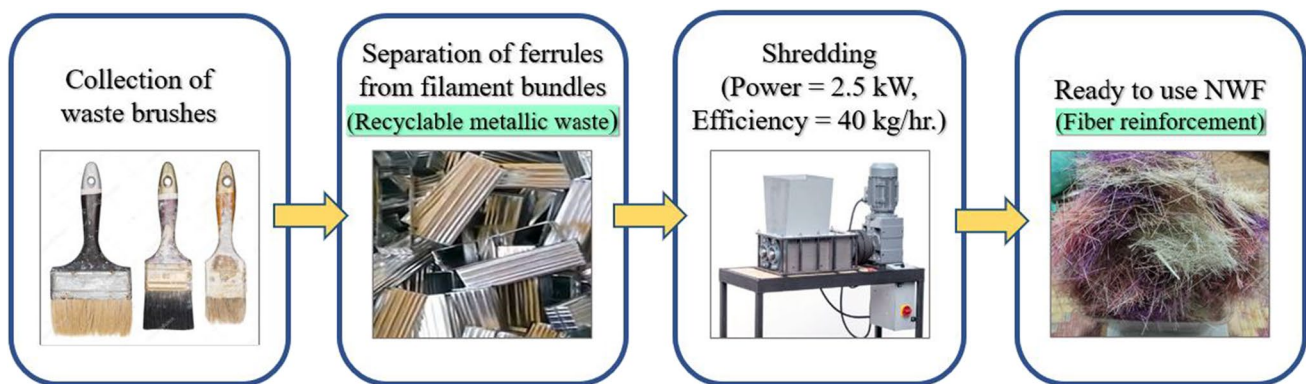 Collection of
waste brushes
Separation of ferrules
from filament bundles
(Recyclable metallic waste)
Shredding
(Power = 2.5 kW,
Efficiency = 40 kg/hr.)
Ready to use NWF
(Fiber reinforcement)